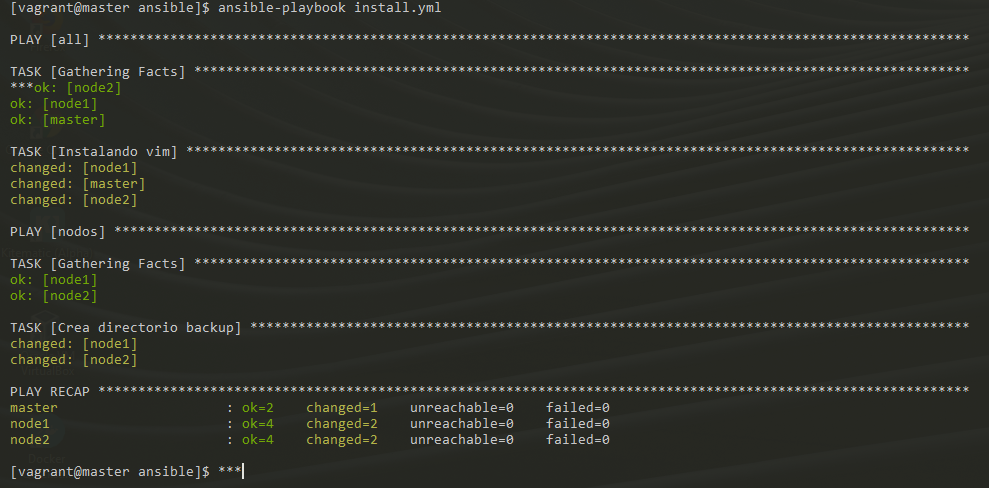 [vagrant@master ansible]$ ansible-playbook install.yml
PLAY [all] *************************************************************************************************************
TASK [Gathering Facts] *************************************************************************************************
***ok: [node2]
ok: [node1]
ok: [master]
TASK [Instalando vim] **************************************************************************************************
changed: [node1]
changed: [master]
changed: [node2]
PLAY [nodos] ***********************************************************************************************************
TASK [Gathering Facts] *************************************************************************************************
ok: [node1]
ok: [node2]
TASK [Crea directorio backup] ******************************************************************************************
changed: [node1]
changed: [node2]
PLAY RECAP *************************************************************************************************************
master                     : ok=2    changed=1    unreachable=0    failed=0
node1                      : ok=4    changed=2    unreachable=0    failed=0
node2                      : ok=4    changed=2    unreachable=0    failed=0
[vagrant@master ansible]$ ***